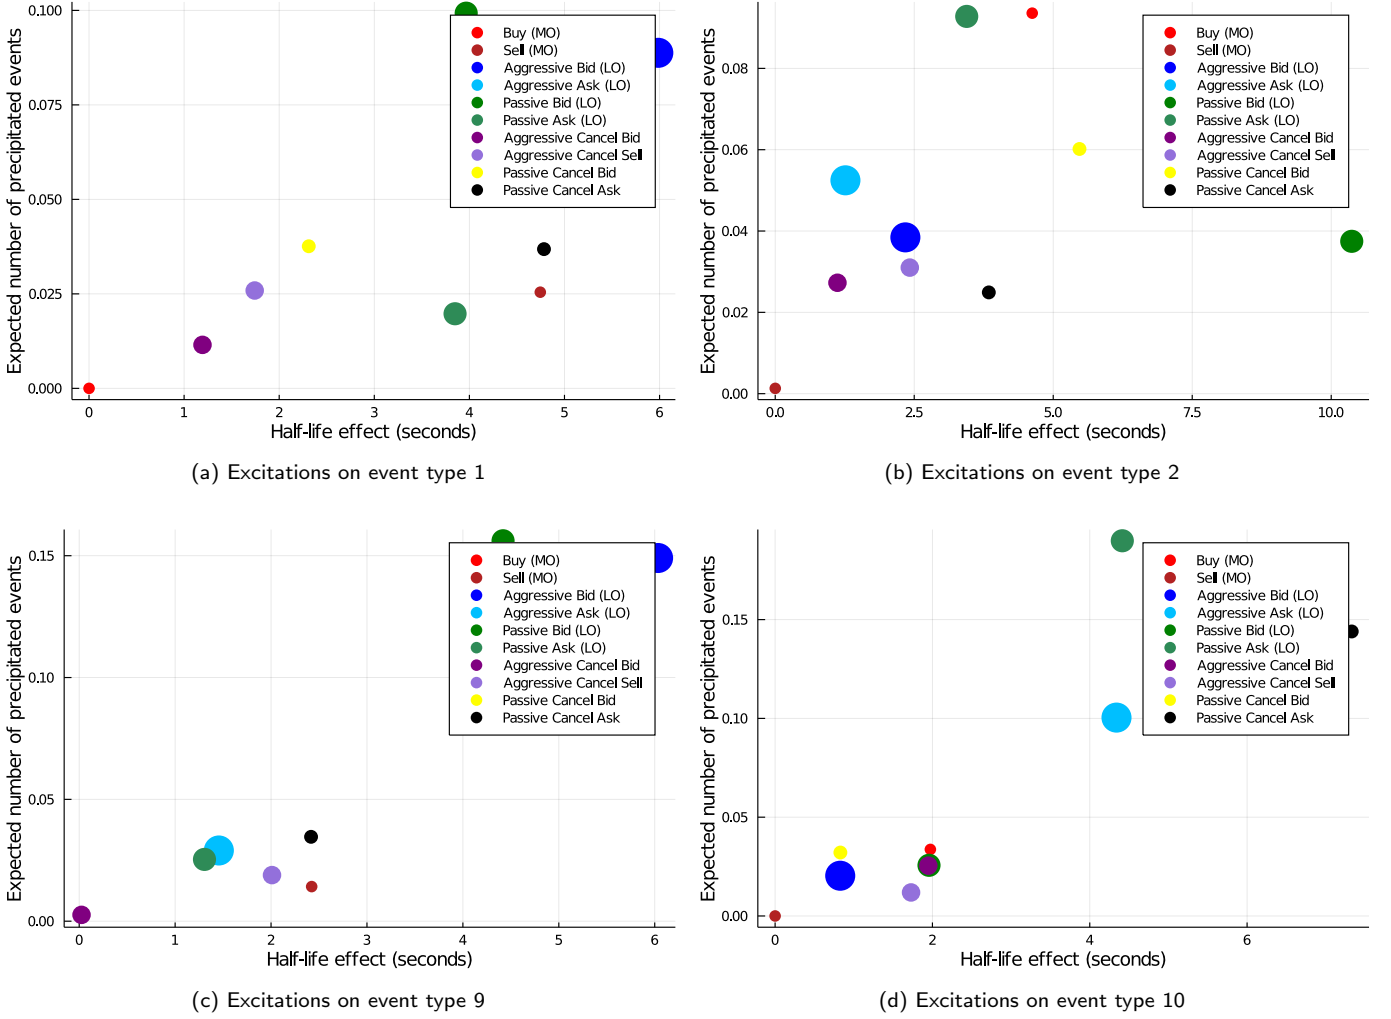 Expected number of precipitated events
0.100
0.075
0.050
0.025
0.000
Buy (MO)
Sell (MO)
Aggressive Bid (LO)
Aggressive Ask (LO)
Passive Bid (LO)
Passive Ask (LO)
Aggressive Cancel Bid
Aggressive Cancel Sell
Passive Cancel Bid
Passive Cancel Ask
0 1 2 3 4 5 6
Half-life effect (seconds)
(a) Excitations on event type 1
Expected number of precipitated events
0.08
0.06
0.04
0.02
0.00
Buy (MO)
Sell (MO)
Aggressive Bid (LO)
Aggressive Ask (LO)
Passive Bid (LO)
Passive Ask (LO)
Aggressive Cancel Bid
Aggressive Cancel Sell
Passive Cancel Bid
Passive Cancel Ask
0.0 2.5 5.0 7.5 10.0
Half-life effect (seconds)
(b) Excitations on event type 2
Expected number of precipitated events
0.15
0.10
0.05
0.00
Buy (MO)
Sell (MO)
Aggressive Bid (LO)
Aggressive Ask (LO)
Passive Bid (LO)
Passive Ask (LO)
Aggressive Cancel Bid
Aggressive Cancel Sell
Passive Cancel Bid
Passive Cancel Ask
0 1 2 3 4 5 6
Half-life effect (seconds)
(c) Excitations on event type 9
Expected number of precipitated events
0.15
0.10
0.05
0.00
Buy (MO)
Sell (MO)
Aggressive Bid (LO)
Aggressive Ask (LO)
Passive Bid (LO)
Passive Ask (LO)
Aggressive Cancel Bid
Aggressive Cancel Sell
Passive Cancel Bid
Passive Cancel Ask
0 2 4 6
Half-life effect (seconds)
(d) Excitations on event type 10